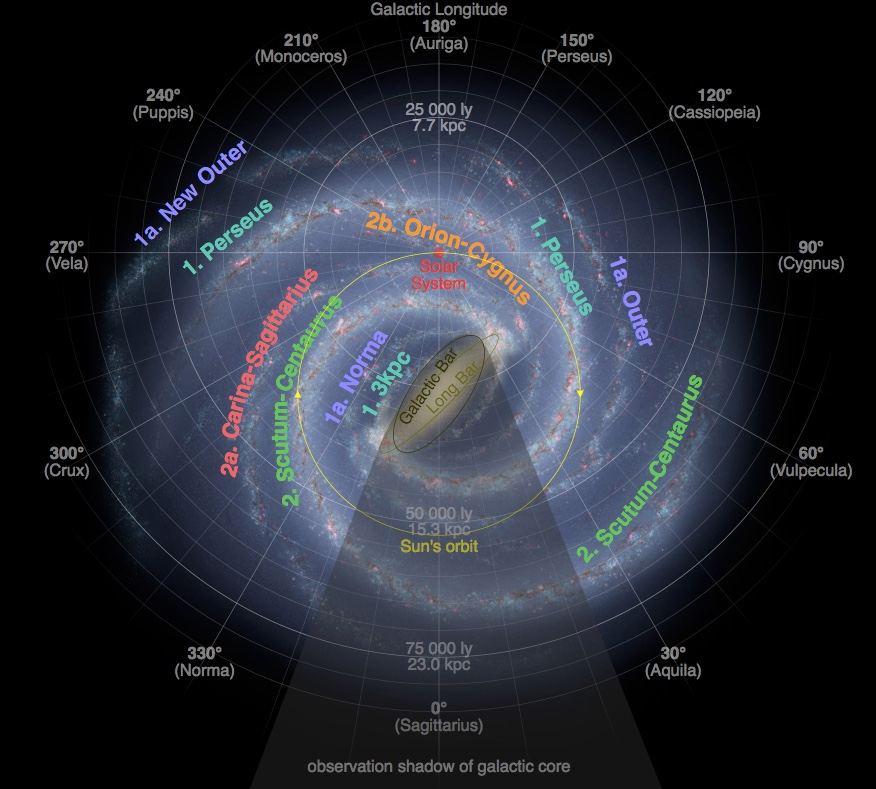 Galactic Longitude
180°
(Auriga)
210°
(Monoceros)
150°
(Perseus)
240°
(Puppis)
120°
(Cassiopeia)
25 000 ly
7.7 kpc
1a. New Outer
1. Perseus
2b. Orion-Cygnus
1. Perseus
1a. Outer
270°
(Vela)
90°
(Cygnus)
Solar
System
2a. Carina-Sagittarius
2. Scutum-Centaurus
1a. Norma
1. 3kpc
Galactic Bar
Long Bar
2. Scutum-Centaurus
300°
(Crux)
60°
(Vulpecula)
50 000 ly
15.3 kpc
Sun's orbit
75 000 ly
23.0 kpc
330°
(Norma)
30°
(Aquila)
0°
(Sagittarius)
observation shadow of galactic core